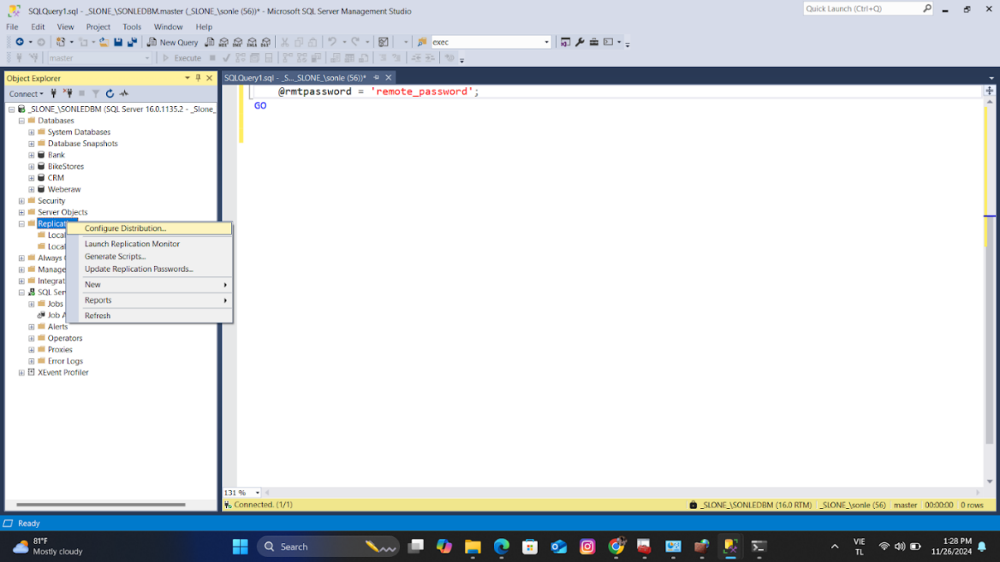 SQLQuery1.sql - _SLONE_\SONLEDBM.master (_SLONE_\sonle (56))* - Microsoft SQL Server Management Studio
Quick Launch (Ctrl+Q)
File Edit View Project Tools Window Help
New Query
exec
master
Execute
Object Explorer
SQLQuery1.sql - _S..._SLONE_\sonle (56))*
Connect
@rmtpassword = 'remote_password';
GO
_SLONE_\SONLEDBM (SQL Server 16.0.1135.2 - _Slone_
Databases
System Databases
Database Snapshots
Bank
BikeStores
CRM
Weberaw
Security
Server Objects
Replicati
Local
Local
Always
Manage
Integrat
SQL Ser
Jobs
Job A
Alerts
Operators
Proxies
Error Logs
XEvent Profiler
Configure Distribution...
Launch Replication Monitor
Generate Scripts...
Update Replication Passwords...
New
Reports
Refresh
131 %
Connected. (1/1)
_SLONE_\SONLEDBM (16.0 RTM)
_SLONE_\sonle (56)
master
00:00:00
0 rows
Ready
81°F
Mostly cloudy
Search
VIE
TL
1:28 PM
11/26/2024